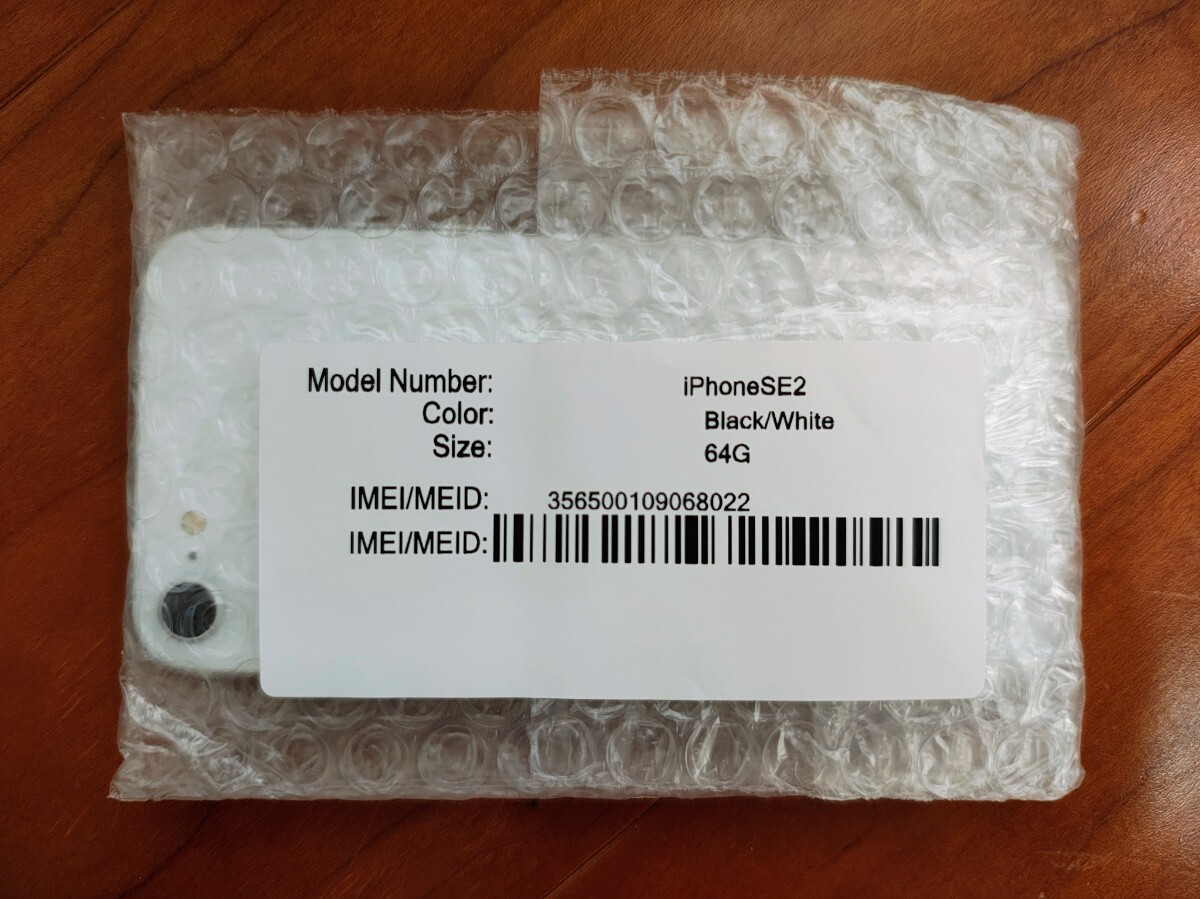 Model Number: iPhoneSE2
Color: Black/White
Size: 64G
IMEI/MEID: 356500109068022
IMEI/MEID: